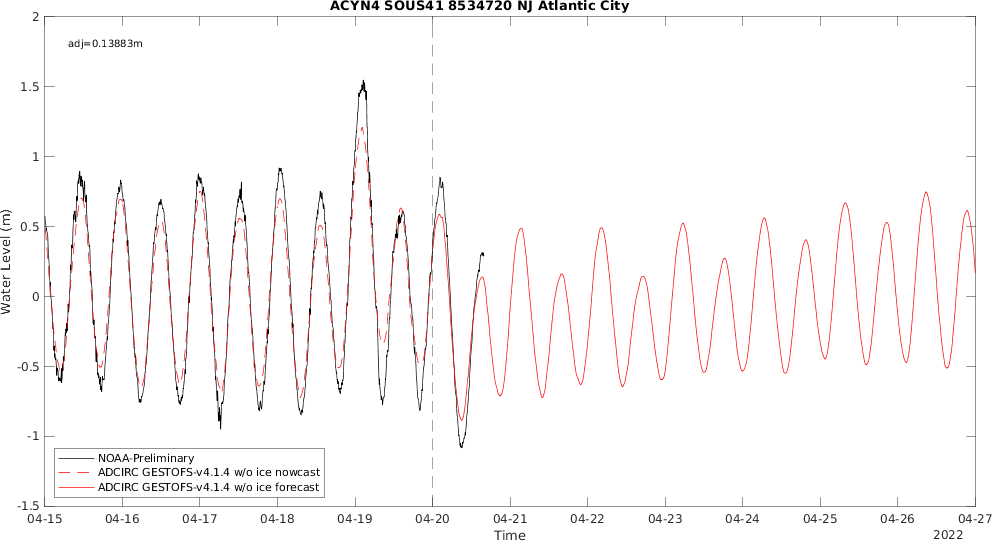 ACYN4 SOUS41 8534720 NJ Atlantic City
adj=0.13883m
2
1.5
1
0.5
0
-0.5
-1
-1.5
Water Level (m)
NOAA-Preliminary
ADCIRC GESTOFS-v4.1.4 w/o ice nowcast
ADCIRC GESTOFS-v4.1.4 w/o ice forecast
04-15 04-16 04-17 04-18 04-19 04-20 04-21 04-22 04-23 04-24 04-25 04-26 04-27
Time
2022